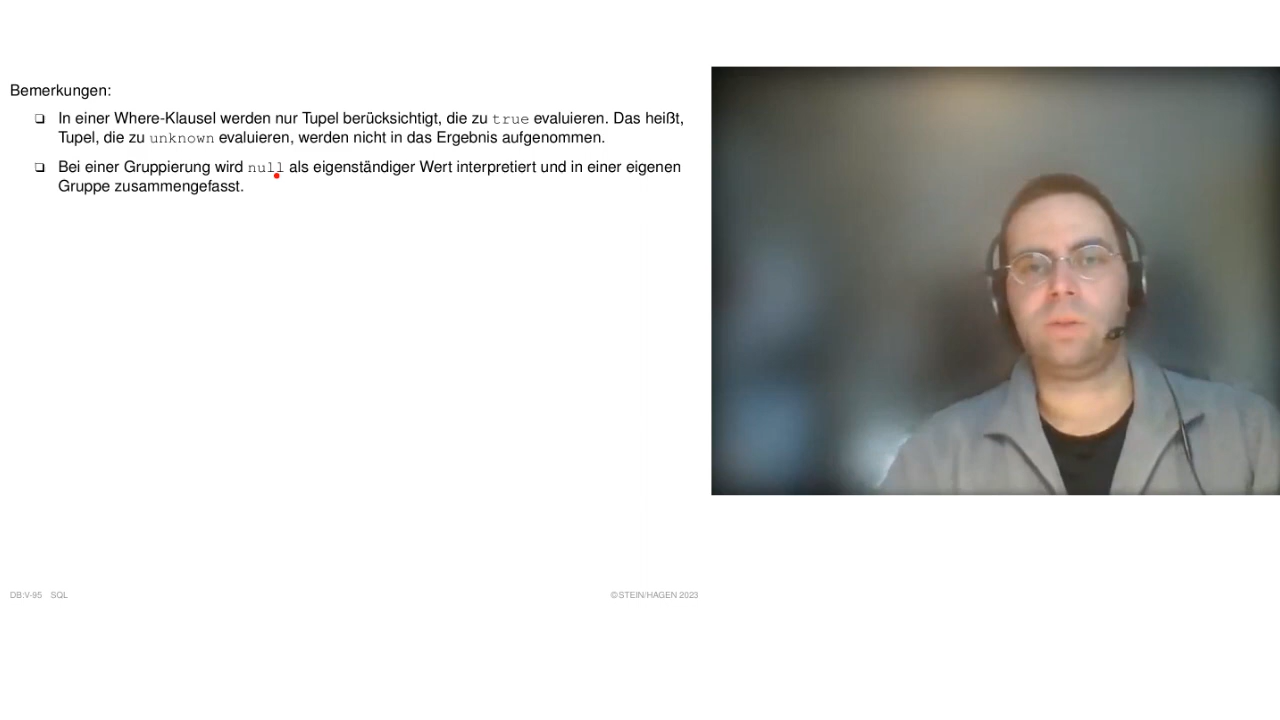 Bemerkungen:
❑ In einer Where-Klausel werden nur Tupel berücksichtigt, die zu true evaluieren. Das heißt,
Tupel, die zu unknown evaluieren, werden nicht in das Ergebnis aufgenommen.
❑ Bei einer Gruppierung wird null als eigenständiger Wert interpretiert und in einer eigenen
Gruppe zusammengefasst.
DB:V-95 SQL ©STEIN/HAGEN 2023